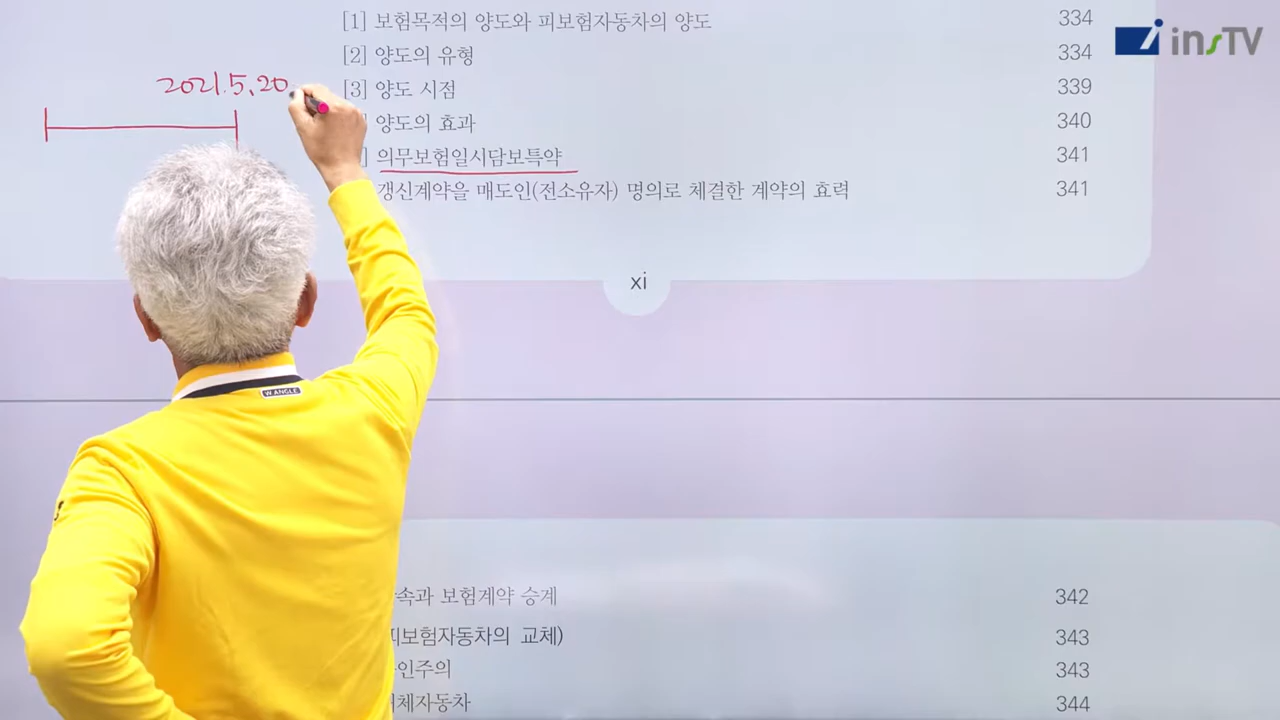 [1] 보험목적의 양도와 피보험자동차의 양도 334
insTV
[2] 양도의 유형 334
2021.5.20
[3] 양도 시점 339
양도의 효과 340
] 의무보험일시담보특약 341
갱신계약을 매도인(전소유자) 명의로 체결한 계약의 효력 341
xi
W.ANGLE
속과 보험계약 승계 342
피보험자동차의 교체) 343
인주의 343
체자동차 344